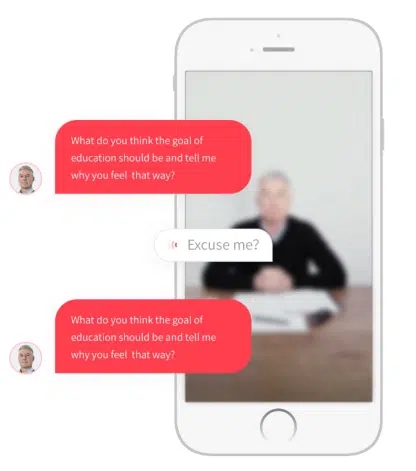 What do you think the goal of
education should be and tell me
why you feel that way?
Excuse me?
What do you think the goal of
education should be and tell me
why you feel that way?